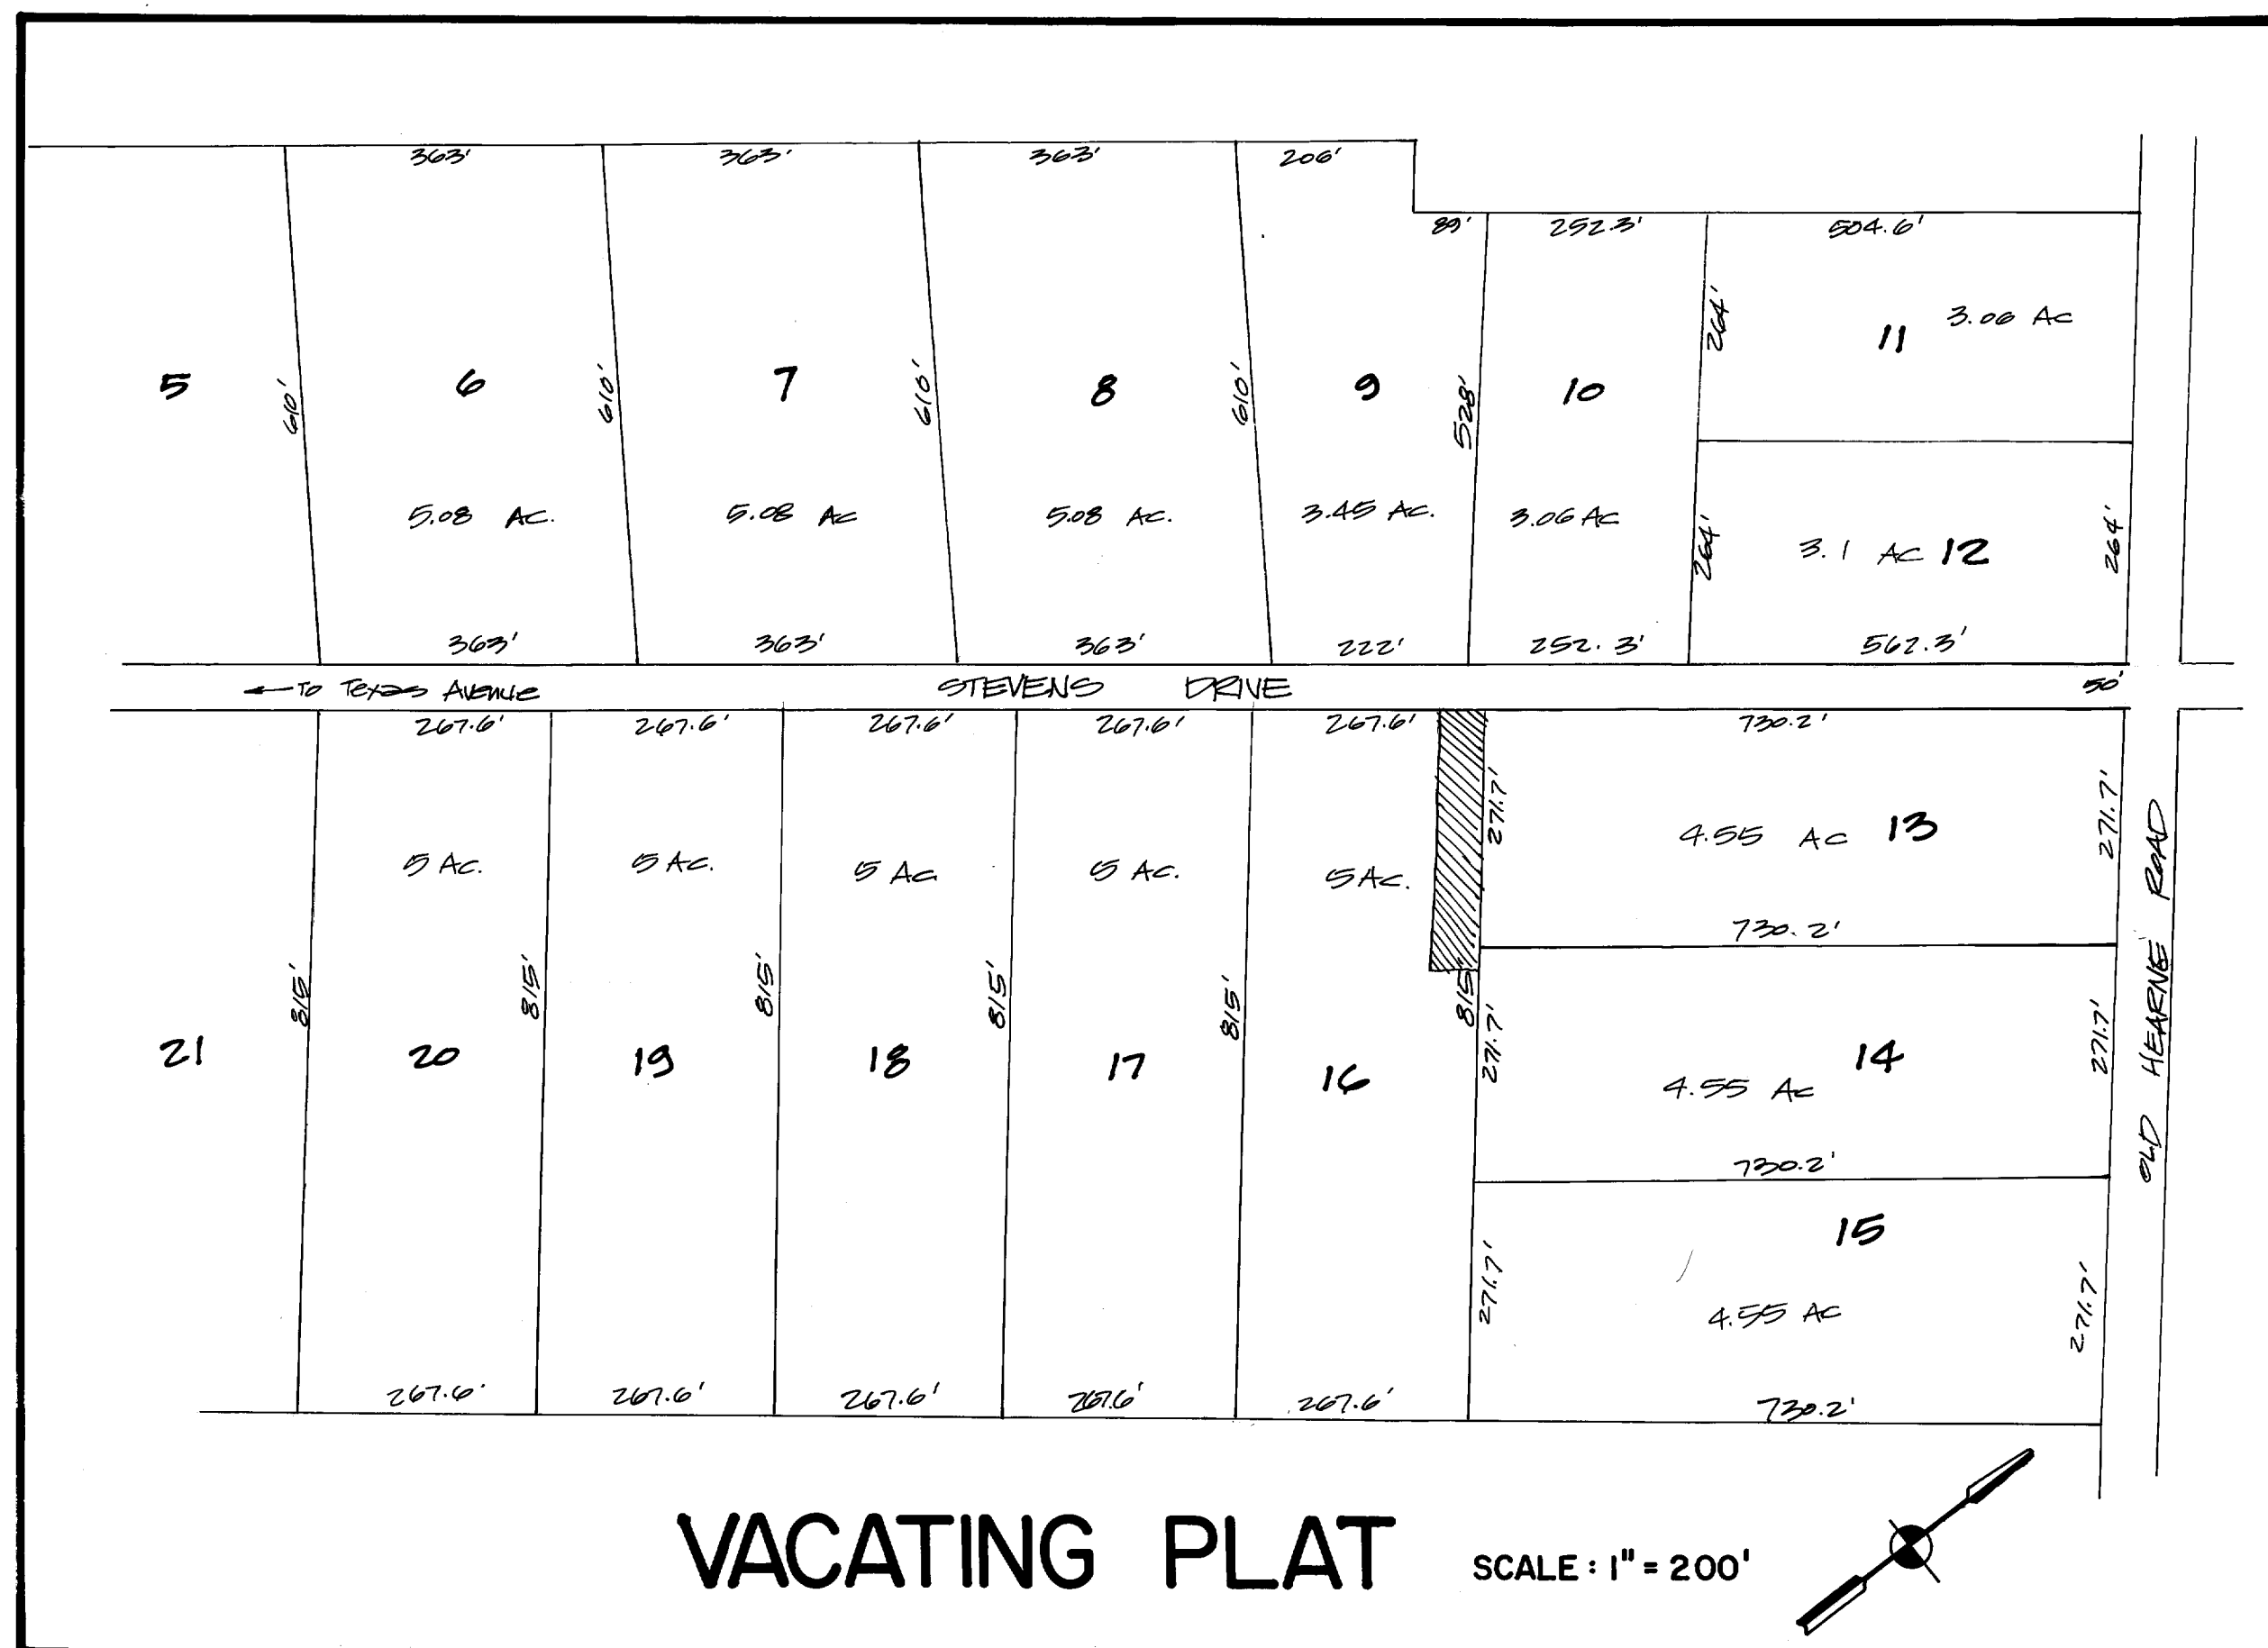 363' 363' 363' 206'
89' 252.3' 504.6'
264' 11 3.06 Ac
5 610' 6 610' 7 610' 8 610' 9 528' 10
5.08 AC. 5.08 AC 5.08 AC. 3.45 AC. 3.06 AC 264' 3.1 AC 12 264'
363' 363' 363' 222' 252.3' 562.3'
←TO Texas Avenue STEVENS DRIVE 50'
267.6' 267.6' 267.6' 267.6' 267.6' 730.2'
5 AC. 5 AC. 5 AC 5 AC. 5 AC. 271.7' 4.55 AC 13 271.7'
730.2'
OLD HEARNE ROAD
815' 815' 815' 815' 815' 815'
21 20 19 18 17 16 271.7' 4.55 AC 14 271.7'
730.2'
15
271.7' 4.55 AC 271.7'
267.6' 267.6' 267.6' 267.6' 267.6' 730.2'
VACATING PLAT SCALE: 1" = 200'